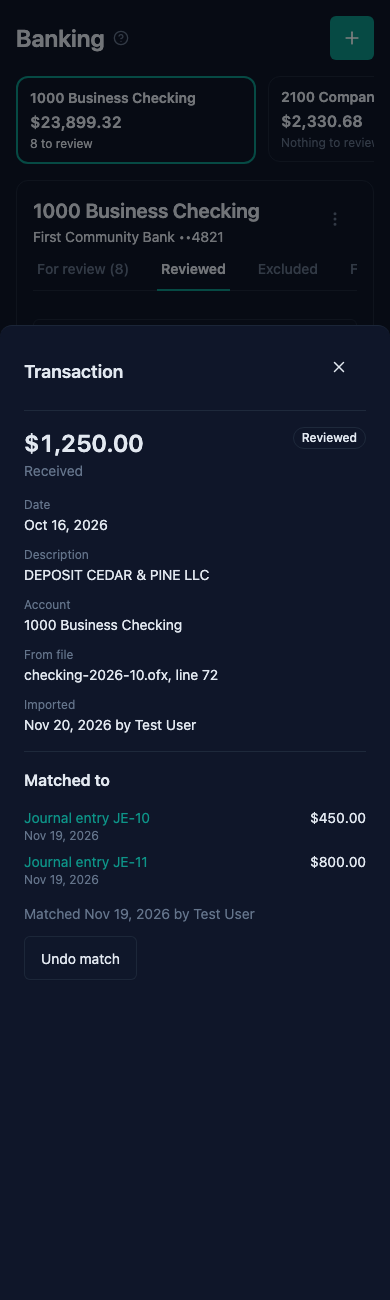 Banking
1000 Business Checking
$23,899.32
8 to review
2100 Compan
$2,330.68
Nothing to review
1000 Business Checking
First Community Bank ••4821
For review (8)
Reviewed
Excluded
F
Transaction
$1,250.00
Reviewed
Received
Date
Oct 16, 2026
Description
DEPOSIT CEDAR & PINE LLC
Account
1000 Business Checking
From file
checking-2026-10.ofx, line 72
Imported
Nov 20, 2026 by Test User
Matched to
Journal entry JE-10
$450.00
Nov 19, 2026
Journal entry JE-11
$800.00
Nov 19, 2026
Matched Nov 19, 2026 by Test User
Undo match